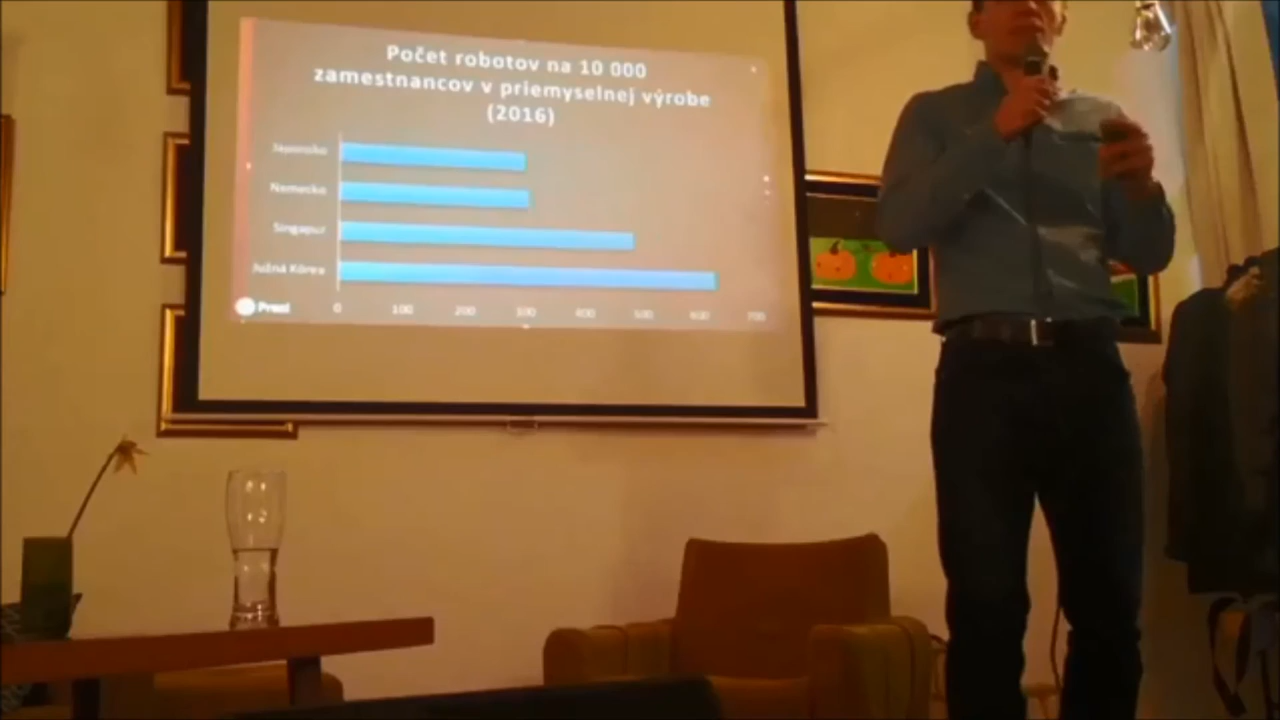 Počet robotov na 10 000
zamestnancov v priemyselnej výrobe
(2016)
Japonsko
Nemecko
Singapur
Južná Kórea
Prezi
0 100 200 300 400 500 600 700